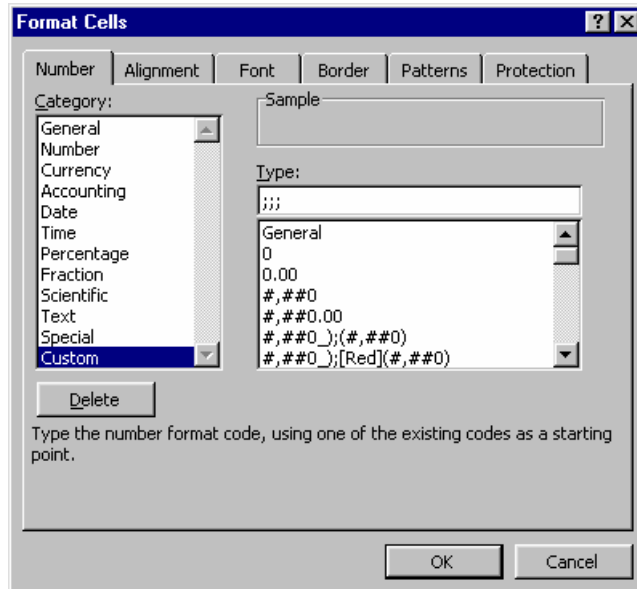 Format Cells
Number Alignment Font Border Patterns Protection
Category:
General
Number
Currency
Accounting
Date
Time
Percentage
Fraction
Scientific
Text
Special
Custom
Sample
Type:
;;;
General
0
0.00
#,##0
#,##0.00
#,##0_);(#,##0)
#,##0_);[Red](#,##0)
Delete
Type the number format code, using one of the existing codes as a starting
point.
OK Cancel